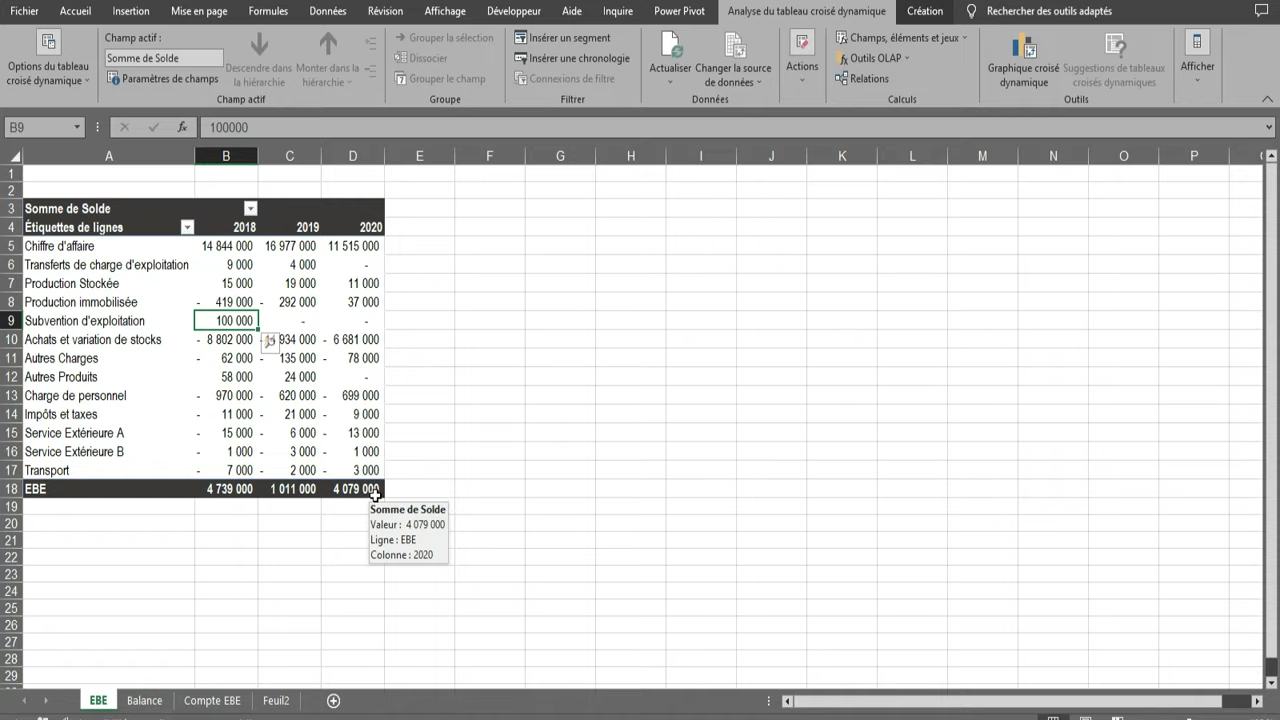 Fichier Accueil Insertion Mise en page Formules Données Révision Affichage Développeur Aide Inquire Power Pivot Analyse du tableau croisé dynamique Création Rechercher des outils adaptés
Options du tableau croisé dynamique
Champ actif :
Somme de Solde
Paramètres de champs
Descendre dans la hiérarchie
Monter dans la hiérarchie
Champ actif
Grouper la sélection
Dissocier
Grouper le champ
Groupe
Insérer un segment
Insérer une chronologie
Connexions de filtre
Filtrer
Actualiser
Changer la source de données
Données
Actions
Champs, éléments et jeux
Outils OLAP
Relations
Calculs
Graphique croisé dynamique
Suggestions de tableaux croisés dynamiques
Outils
Afficher
B9 fx 100000
A B C D E F G H I J K L M N O P
1
2
3 Somme de Solde
4 Étiquettes de lignes 2018 2019 2020
5 Chiffre d'affaire 14 844 000 16 977 000 11 515 000
6 Transferts de charge d'exploitation 9 000 4 000 -
7 Production Stockée 15 000 19 000 11 000
8 Production immobilisée - 419 000 - 292 000 37 000
9 Subvention d'exploitation 100 000 - -
10 Achats et variation de stocks - 8 802 000 - 934 000 - 6 681 000
11 Autres Charges - 62 000 - 135 000 - 78 000
12 Autres Produits 58 000 24 000 -
13 Charge de personnel - 970 000 - 620 000 - 699 000
14 Impôts et taxes - 11 000 - 21 000 - 9 000
15 Service Extérieure A - 15 000 - 6 000 - 13 000
16 Service Extérieure B - 1 000 - 3 000 - 1 000
17 Transport - 7 000 - 2 000 - 3 000
18 EBE 4 739 000 1 011 000 4 079 000
19
Somme de Solde
20
Valeur : 4 079 000
21
Ligne : EBE
22
Colonne : 2020
23
24
25
26
27
28
29
EBE Balance Compte EBE Feuil2